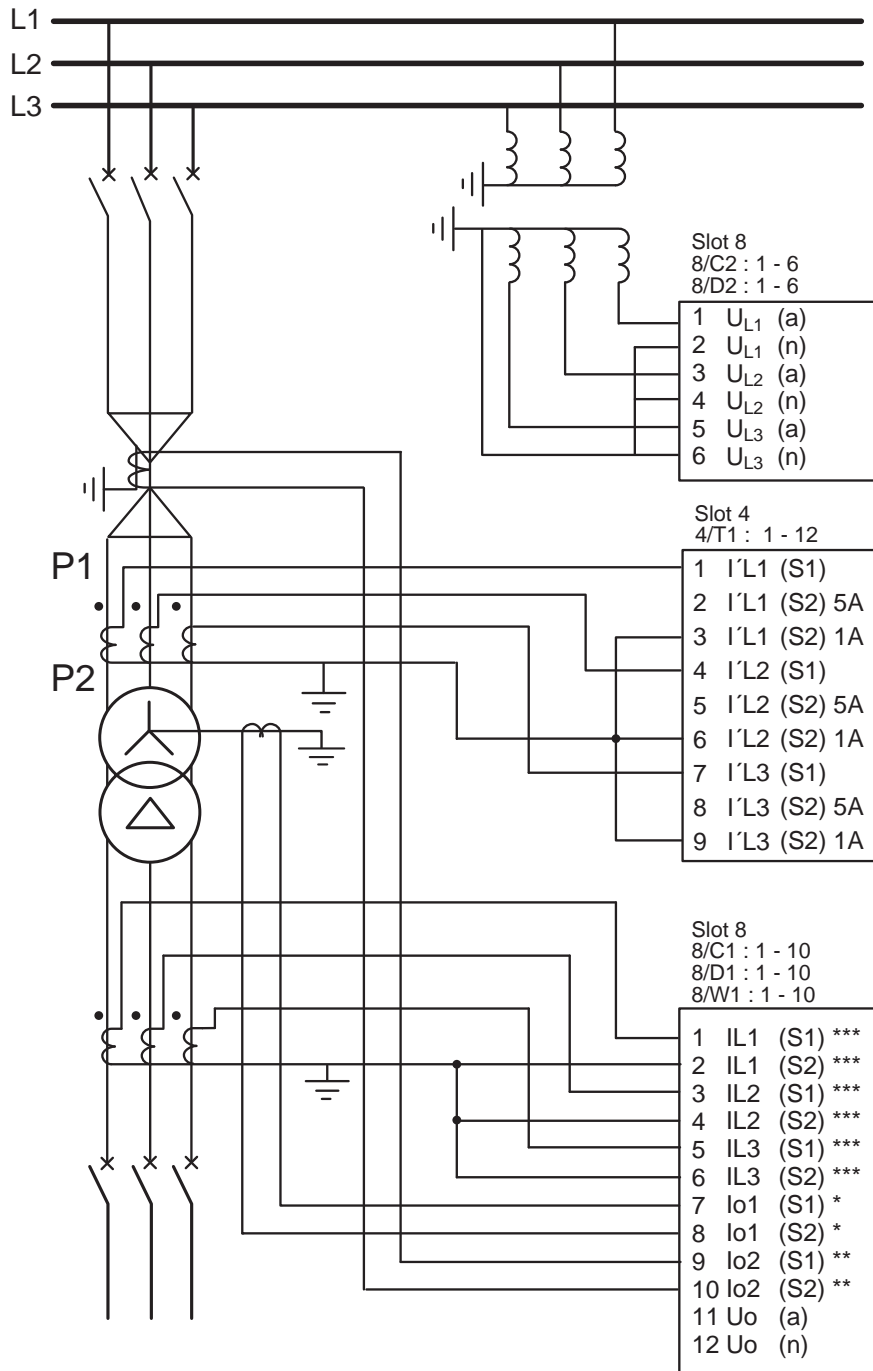 L1
L2
L3
Slot 8
8/C2 : 1 - 6
8/D2 : 1 - 6
1 UL1 (a)
2 UL1 (n)
3 UL2 (a)
4 UL2 (n)
5 UL3 (a)
6 UL3 (n)
Slot 4
4/T1 : 1 - 12
P1
1 I´L1 (S1)
2 I´L1 (S2) 5A
3 I´L1 (S2) 1A
P2
4 I´L2 (S1)
5 I´L2 (S2) 5A
6 I´L2 (S2) 1A
7 I´L3 (S1)
8 I´L3 (S2) 5A
9 I´L3 (S2) 1A
Slot 8
8/C1 : 1 - 10
8/D1 : 1 - 10
8/W1 : 1 - 10
1 IL1 (S1) ***
2 IL1 (S2) ***
3 IL2 (S1) ***
4 IL2 (S2) ***
5 IL3 (S1) ***
6 IL3 (S2) ***
7 Io1 (S1) *
8 Io1 (S2) *
9 Io2 (S1) **
10 Io2 (S2) **
11 Uo (a)
12 Uo (n)